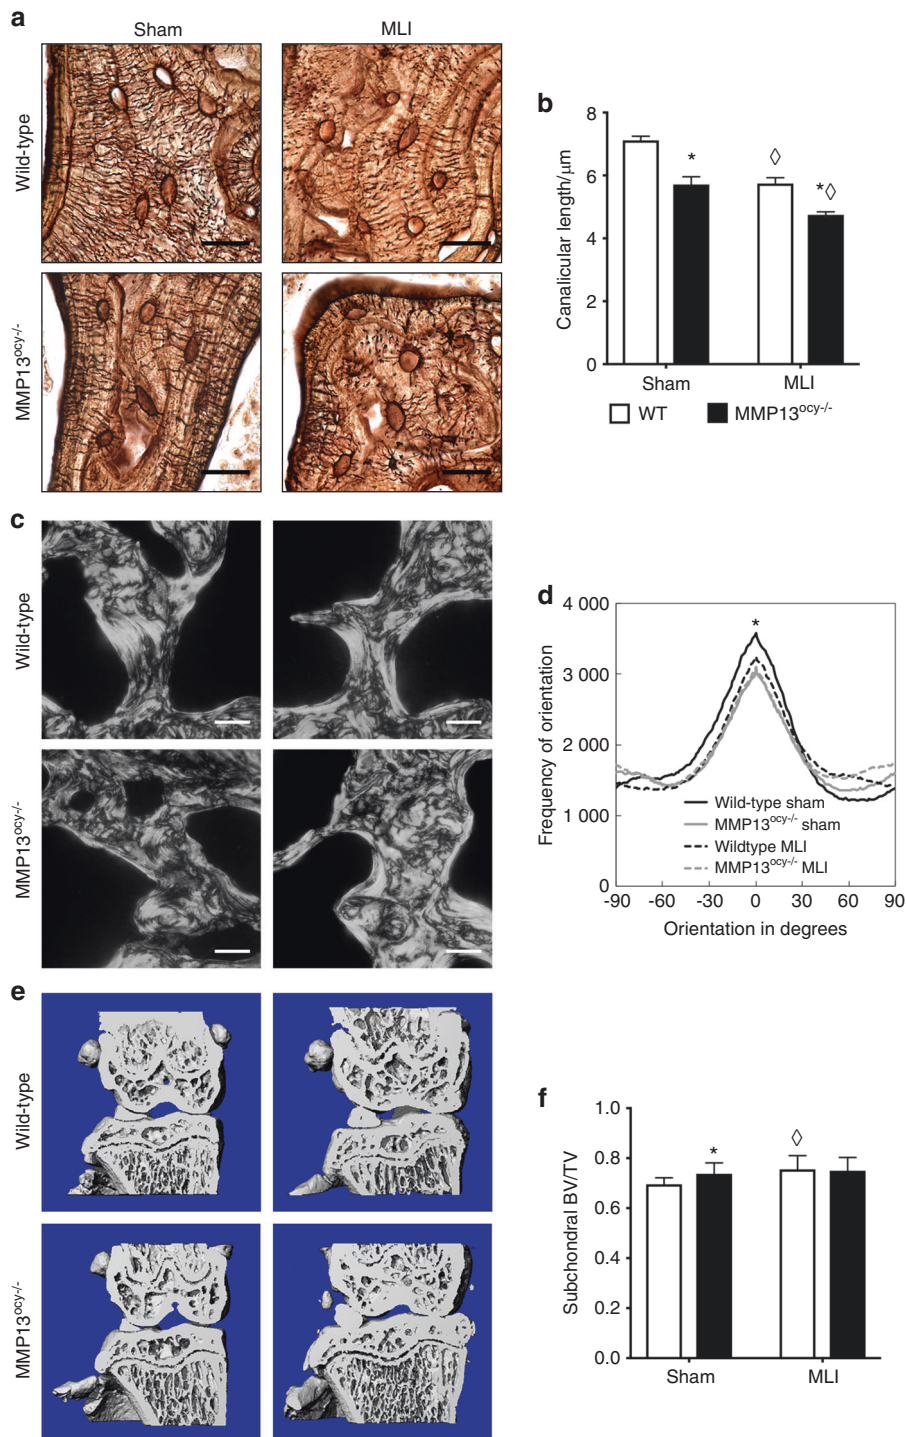 a
Sham
MLI
Wild-type
MMP13ocy-/-
b
Canalicular length/μm
8
6
4
2
0
*
◊
*◊
Sham
MLI
WT
MMP13ocy-/-
c
Wild-type
MMP13ocy-/-
d
Frequency of orientation
4 000
3 000
2 000
1 000
0
*
Wild-type sham
MMP13ocy-/- sham
Wildtype MLI
MMP13ocy-/- MLI
-90
-60
-30
0
30
60
90
Orientation in degrees
e
Wild-type
MMP13ocy-/-
f
Subchondral BV/TV
1.0
0.8
0.6
0.4
0.2
0.0
*
◊
Sham
MLI